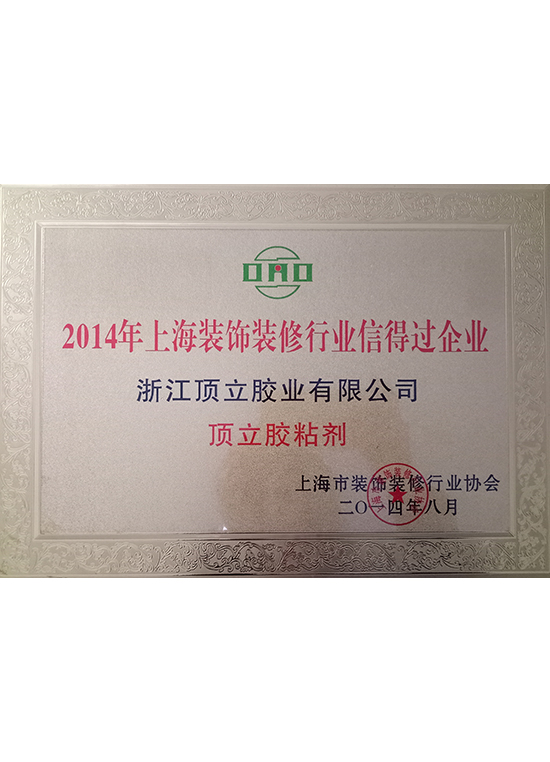 2014年上海装饰装修行业信得过企业
浙江顶立胶业有限公司
顶立胶粘剂
上海市装饰装修行业协会
二〇一四年八月